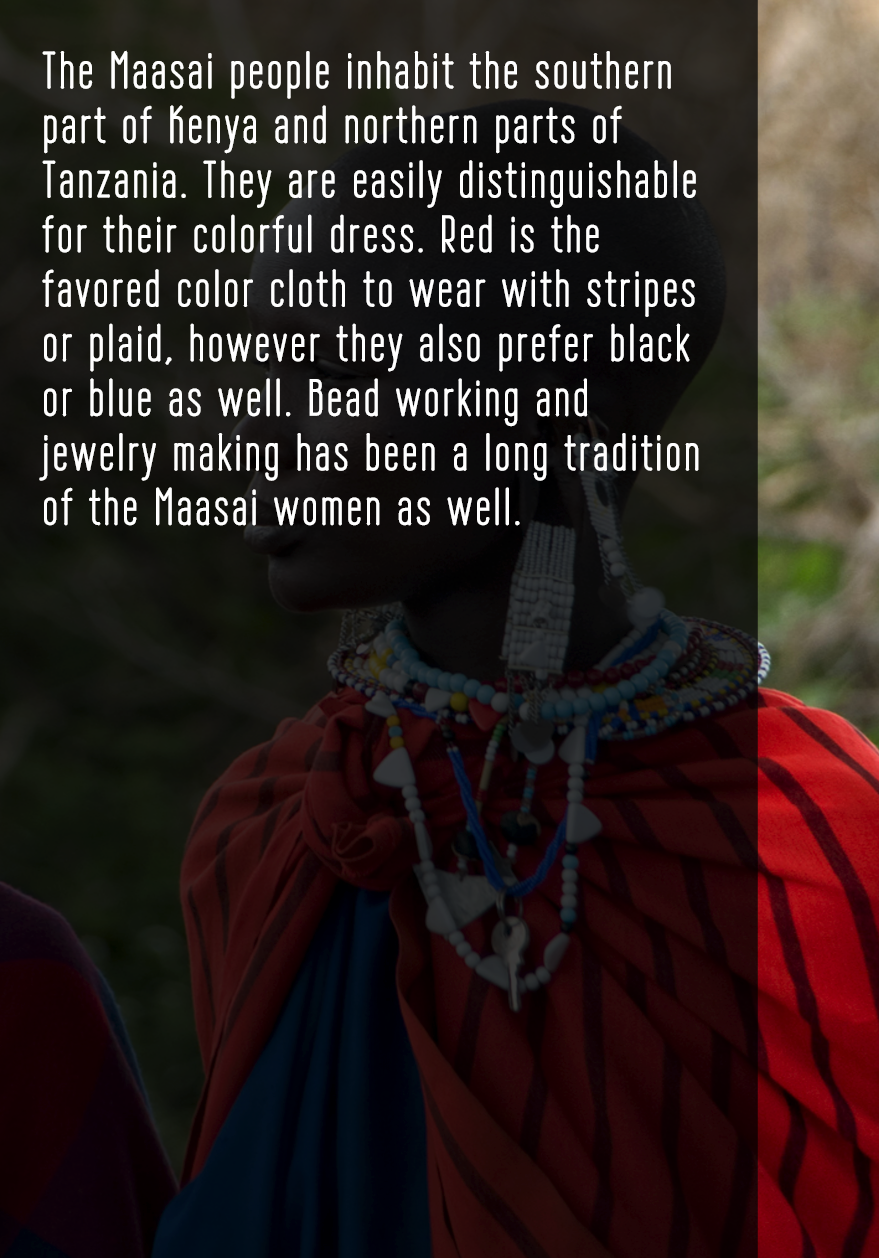 The Maasai people inhabit the southern
part of Kenya and northern parts of
Tanzania. They are easily distinguishable
for their colorful dress. Red is the
favored color cloth to wear with stripes
or plaid, however they also prefer black
or blue as well. Bead working and
jewelry making has been a long tradition
of the Maasai women as well.